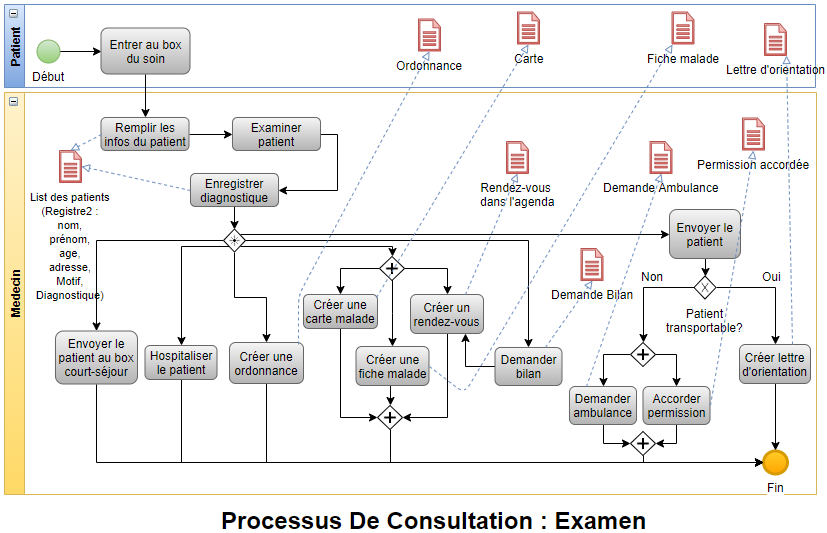 Patient
Début
Entrer au box
du soin
Ordonnance
Carte
Fiche malade
Lettre d'orientation
Medecin
Remplir les
infos du patient
Examiner
patient
Enregistrer
diagnostique
List des patients
(Registre2 :
nom,
prénom,
age,
adresse,
Motif,
Diagnostique)
Rendez-vous
dans l'agenda
Demande Ambulance
Permission accordée
Envoyer le
patient
Demande Bilan
Non
Oui
Patient
transportable?
Créer une
carte malade
Créer un
rendez-vous
Envoyer le
patient au box
court-séjour
Hospitaliser
le patient
Créer une
ordonnance
Créer une
fiche malade
Demander
bilan
Créer lettre
d'orientation
Demander
ambulance
Accorder
permission
Fin
Processus De Consultation : Examen